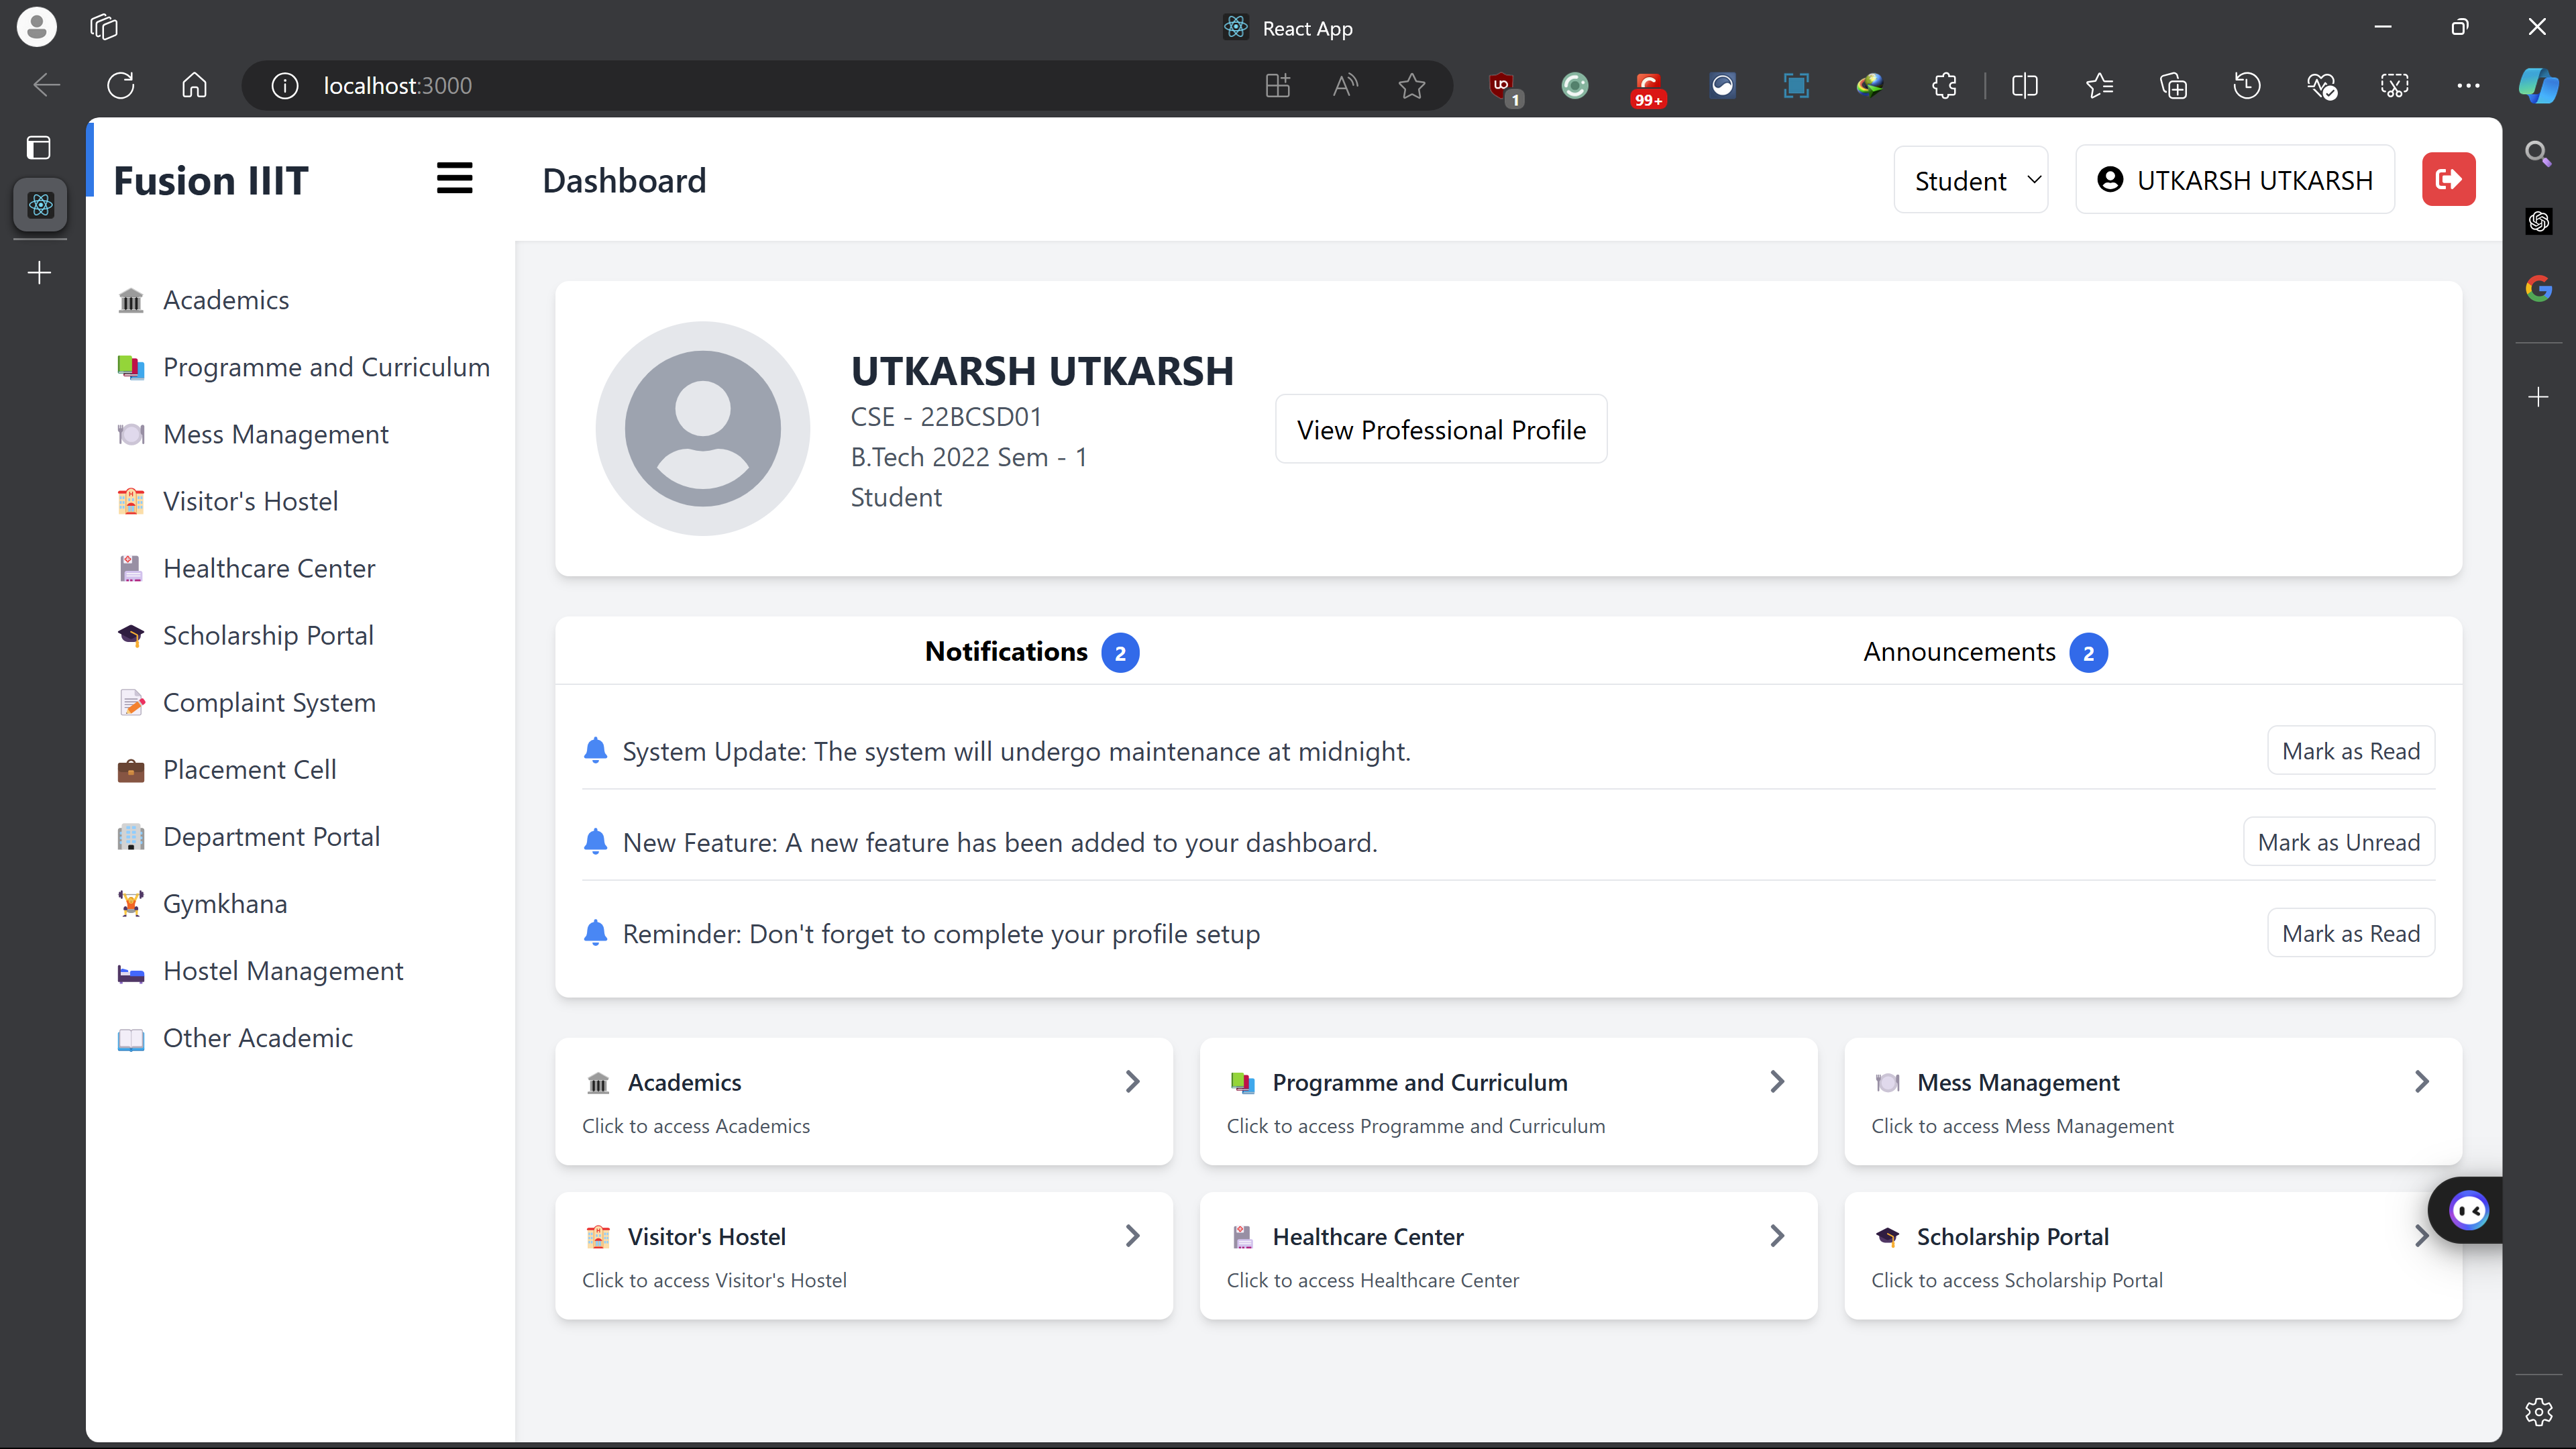 React App
localhost:3000
1
99+
Fusion IIIT
Dashboard
Student
UTKARSH UTKARSH
Academics
Programme and Curriculum
Mess Management
Visitor's Hostel
Healthcare Center
Scholarship Portal
Complaint System
Placement Cell
Department Portal
Gymkhana
Hostel Management
Other Academic
UTKARSH UTKARSH
CSE - 22BCSD01
B.Tech 2022 Sem - 1
Student
View Professional Profile
Notifications 2
Announcements 2
System Update: The system will undergo maintenance at midnight.
Mark as Read
New Feature: A new feature has been added to your dashboard.
Mark as Unread
Reminder: Don't forget to complete your profile setup
Mark as Read
Academics
Click to access Academics
Programme and Curriculum
Click to access Programme and Curriculum
Mess Management
Click to access Mess Management
Visitor's Hostel
Click to access Visitor's Hostel
Healthcare Center
Click to access Healthcare Center
Scholarship Portal
Click to access Scholarship Portal